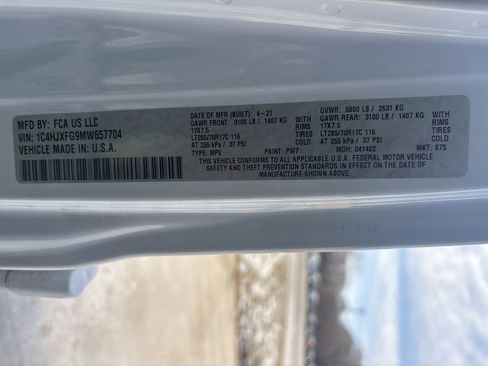 MFD BY: FCA US LLC
VIN: 1C4HJXFG9MW657704
VEHICLE MADE IN: U.S.A.
DATE OF MFR (BUILT): 4-21
GAWR FRONT: 3100 LB / 1407 KG WITH
17X7.5 RIMS
LT285/70R17C 116 TIRES
AT 255 kPa / 37 PSI COLD
TYPE: MPV PAINT: PW7
GVWR: 5800 LB / 2631 KG
GAWR REAR: 3100 LB / 1407 KG WITH
17X7.5 RIMS
LT285/70R17C 116 TIRES
AT 255 kPa / 37 PSI COLD
MDH: 041402 MKT: 875
THIS VEHICLE CONFORMS TO ALL APPLICABLE U.S.A. FEDERAL MOTOR VEHICLE
SAFETY AND THEFT PREVENTION STANDARDS IN EFFECT ON THE DATE OF
MANUFACTURE SHOWN ABOVE.